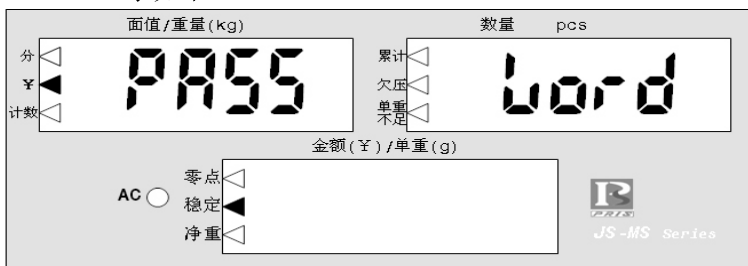 面值/重量(kg)
数量 pcs
分
¥
计数
PASS
累计
欠压
单重不足
word
金额(¥)/单重(g)
AC
零点
稳定
净重
PRIS
JS-MS Series